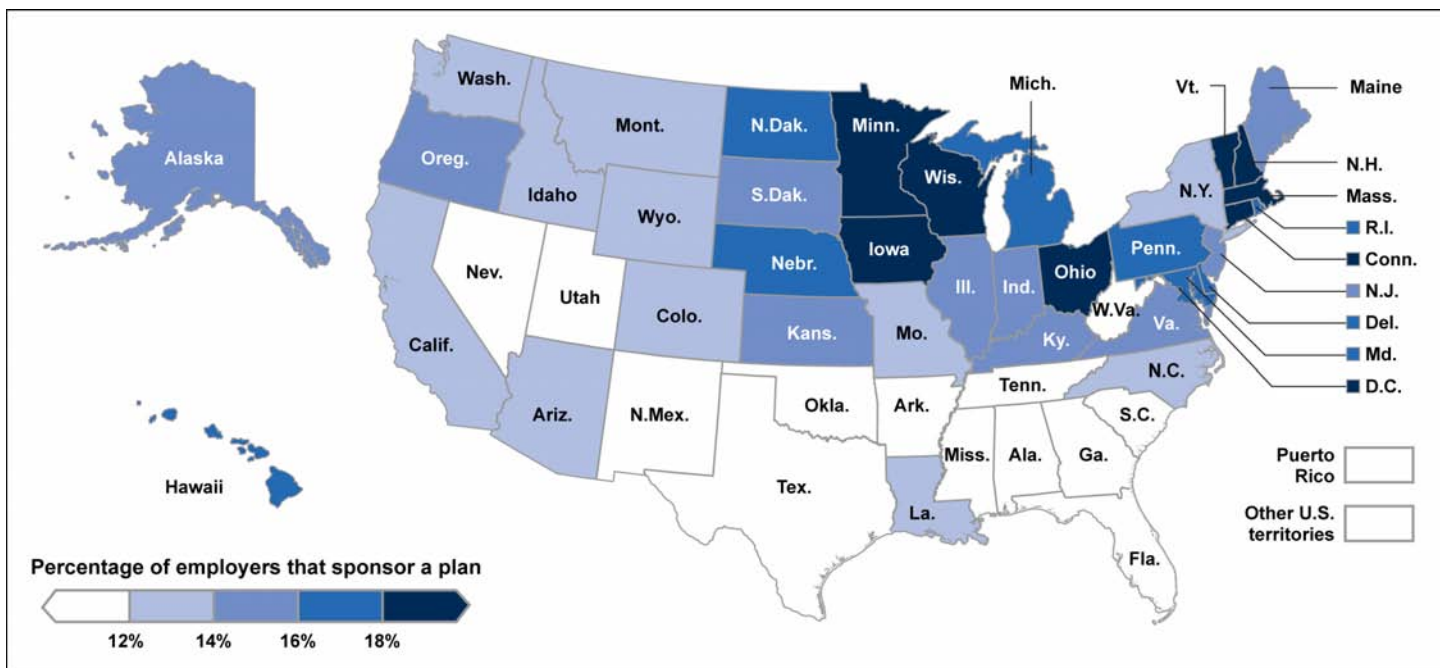 Mich.
Vt.
Maine
Wash.
Mont.
N.Dak.
Minn.
Alaska
Oreg.
N.H.
Idaho
S.Dak.
Wis.
N.Y.
Mass.
Wyo.
R.I.
Nebr.
Iowa
Penn.
Conn.
Nev.
Utah
Ill.
Ind.
Ohio
N.J.
Colo.
W.Va.
Del.
Calif.
Kans.
Mo.
Ky.
Va.
Md.
N.C.
D.C.
Ariz.
N.Mex.
Okla.
Ark.
Tenn.
S.C.
Hawaii
Tex.
Miss.
Ala.
Ga.
Puerto
Rico
La.
Other U.S.
territories
Fla.
Percentage of employers that sponsor a plan
12%
14%
16%
18%